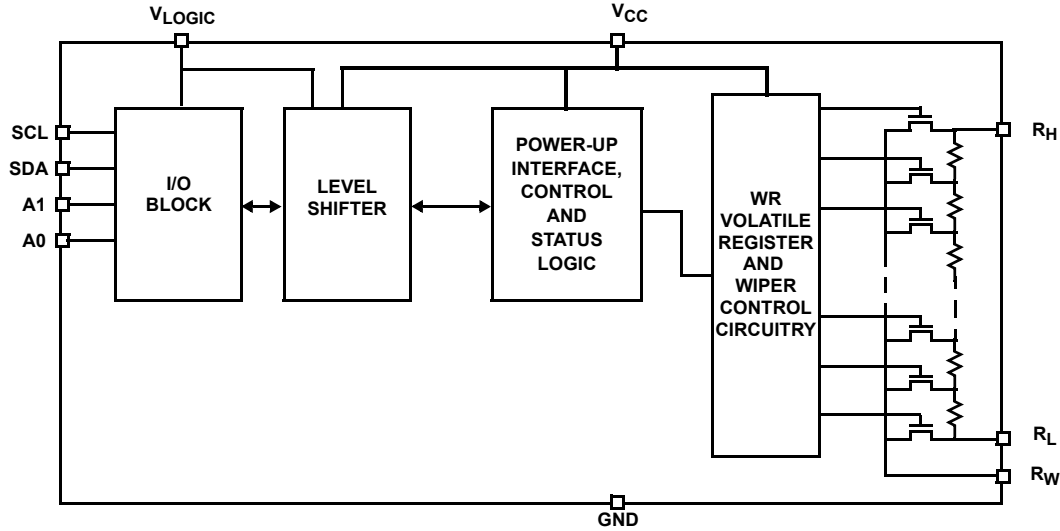 VLOGIC
VCC
SCL
SDA
A1
A0
I/O
BLOCK
LEVEL
SHIFTER
POWER-UP
INTERFACE,
CONTROL
AND
STATUS
LOGIC
WR
VOLATILE
REGISTER
AND
WIPER
CONTROL
CIRCUITRY
RH
RL
RW
GND